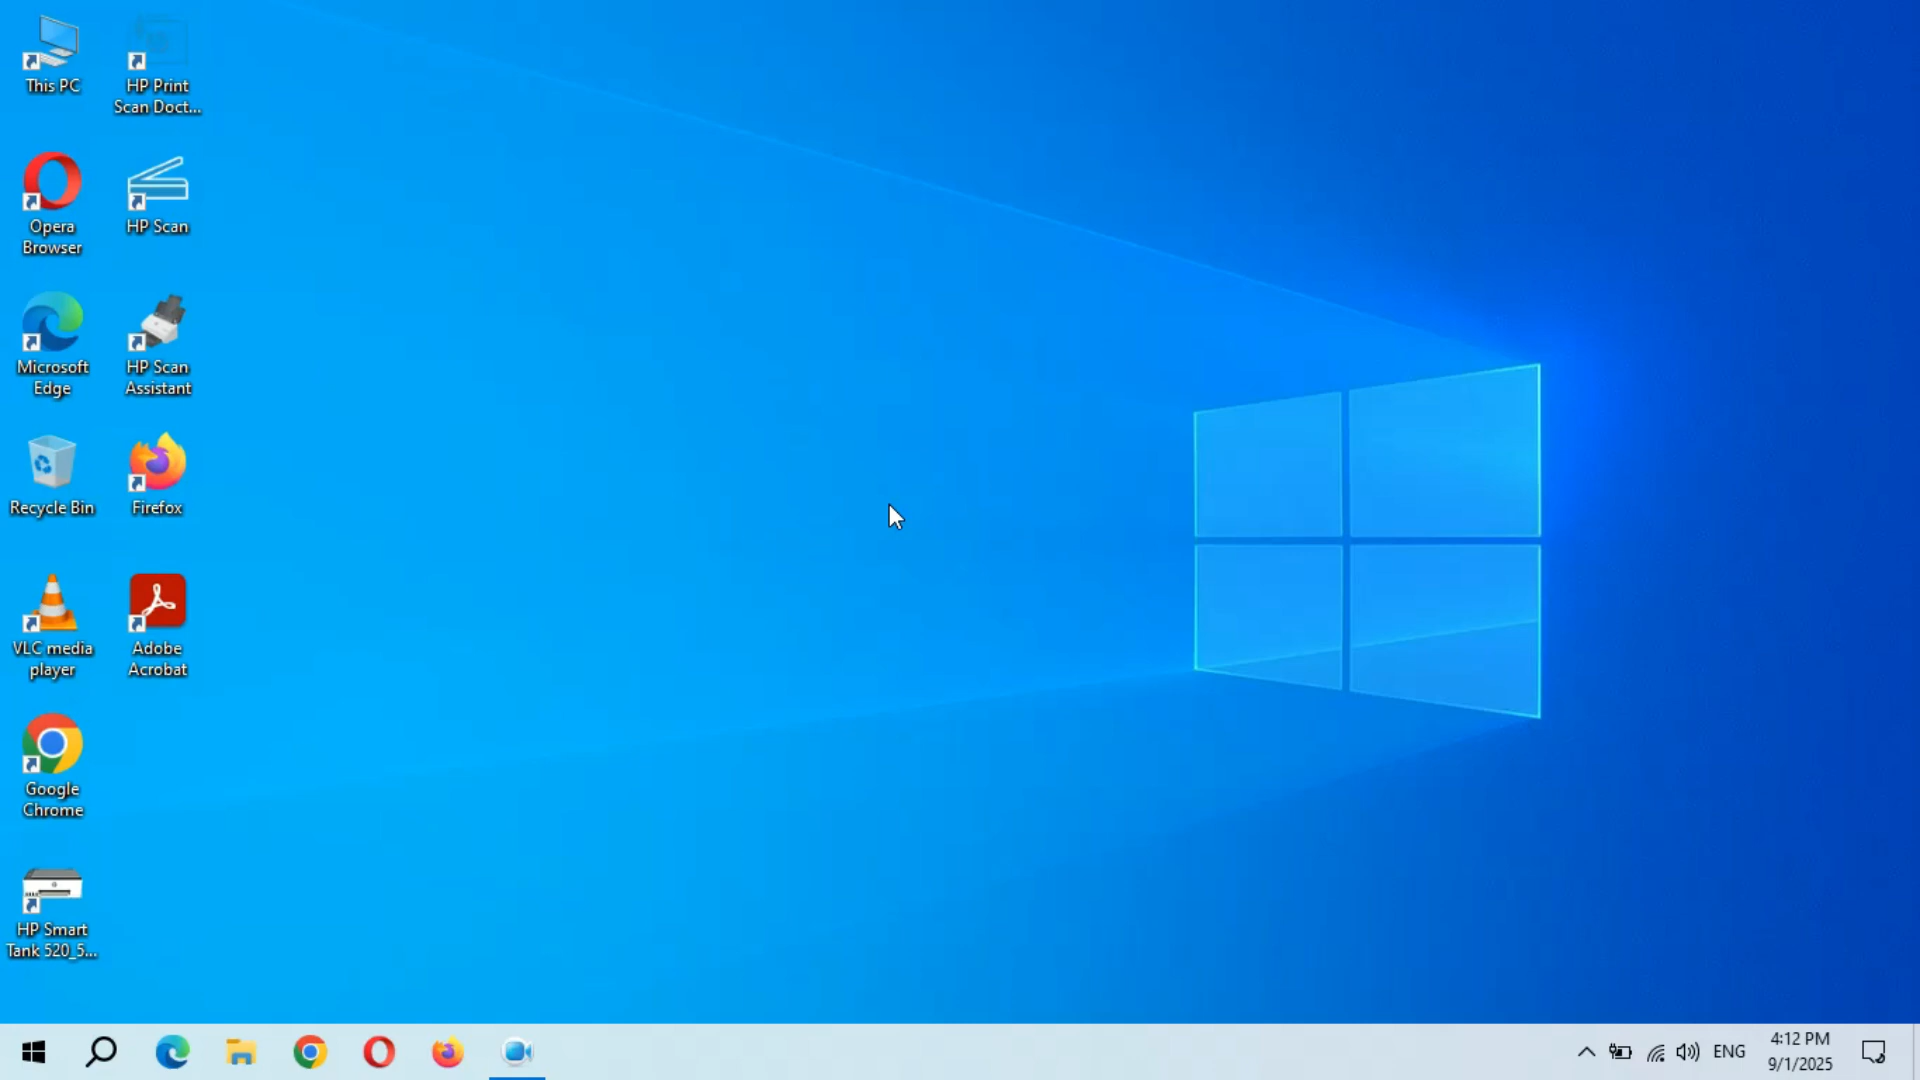 This PC
HP Print
Scan Doct...
Opera
Browser
HP Scan
Microsoft
Edge
HP Scan
Assistant
Recycle Bin
Firefox
VLC media
player
Adobe
Acrobat
Google
Chrome
HP Smart
Tank 520_5...
ENG
4:12 PM
9/1/2025